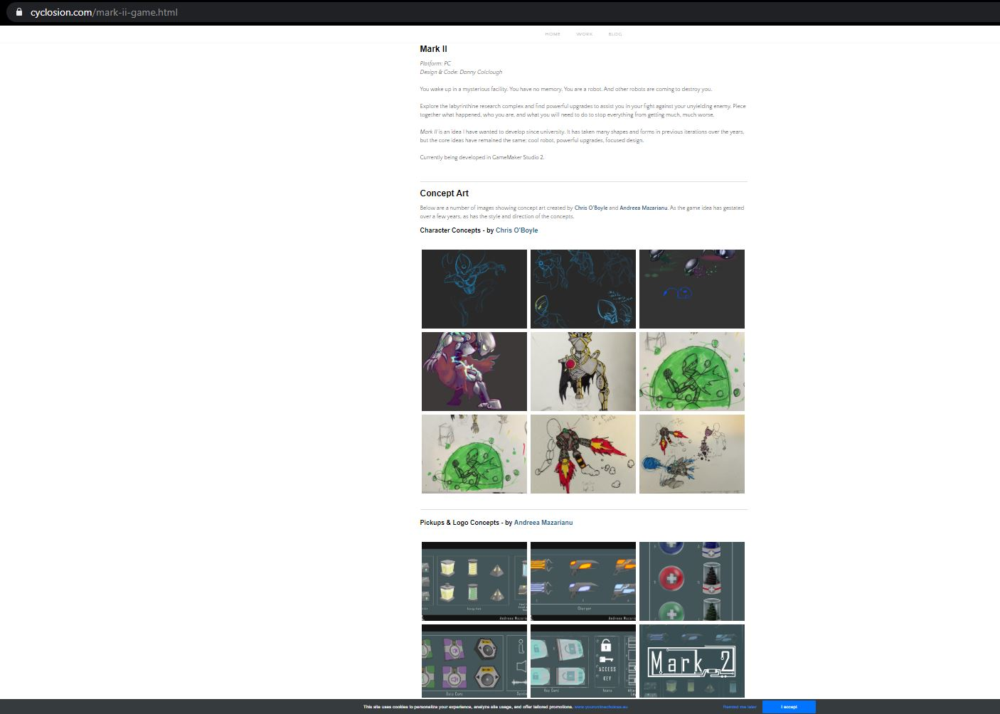 cyclosion.com/mark-ii-game.html
HOME WORK BLOG
Mark II
Platform: PC
Design & Code: Danny Colclough
You wake up in a mysterious facility. You have no memory. You are a robot. And other robots are coming to destroy you.
Explore the labyrinthine research complex and find powerful upgrades to assist you in your fight against your unyielding enemy. Piece
together what happened, who you are, and what you will need to do to stop everything from getting much, much worse.
Mark II is an idea I have wanted to develop since university. It has taken many shapes and forms in previous iterations over the years,
but the core ideas have remained the same; cool robot, powerful upgrades, focused design.
Currently being developed in GameMaker Studio 2.
Concept Art
Below are a number of images showing concept art created by Chris O'Boyle and Andreea Mazarianu. As the game idea has gestated
over a few years, as has the style and direction of the concepts.
Character Concepts - by Chris O'Boyle
Pickups & Logo Concepts - by Andreea Mazarianu
Charger
Andreea Mazari
Andreea Mazari
ACCESS
KEY
Key Card
Icons
Mark 2
This site uses cookies to personalize your experience, analyze site usage, and offer tailored promotions. www.youronlinechoices.eu
Remind me later
I accept